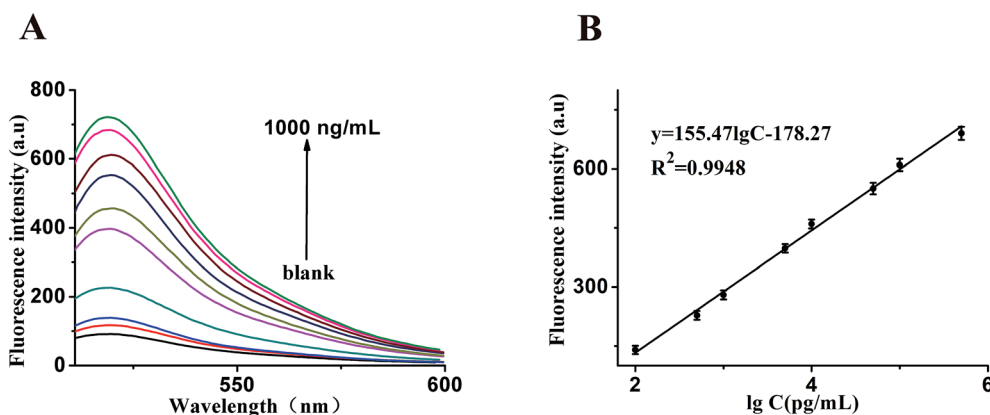 A
Fluorescence intensity (a.u)
800
600
400
200
0
1000 ng/mL
blank
550
600
Wavelength（nm）
B
Fluorescence intensity (a.u)
600
300
y=155.47lgC-178.27
R²=0.9948
2
4
6
lg C(pg/mL)